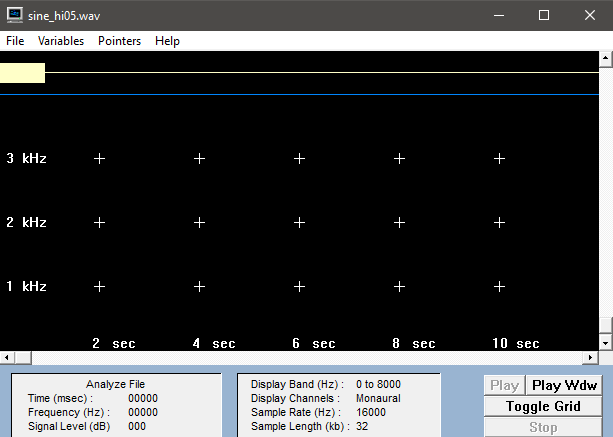 sine_hi05.wav
File Variables Pointers Help
3 kHz
2 kHz
1 kHz
2 sec 4 sec 6 sec 8 sec 10 sec
Analyze File
Time (msec) : 00000
Frequency (Hz) : 00000
Signal Level (dB) 000
Display Band (Hz) : 0 to 8000
Display Channels : Monaural
Sample Rate (Hz) : 16000
Sample Length (kb) : 32
Play Play Wdw
Toggle Grid
Stop